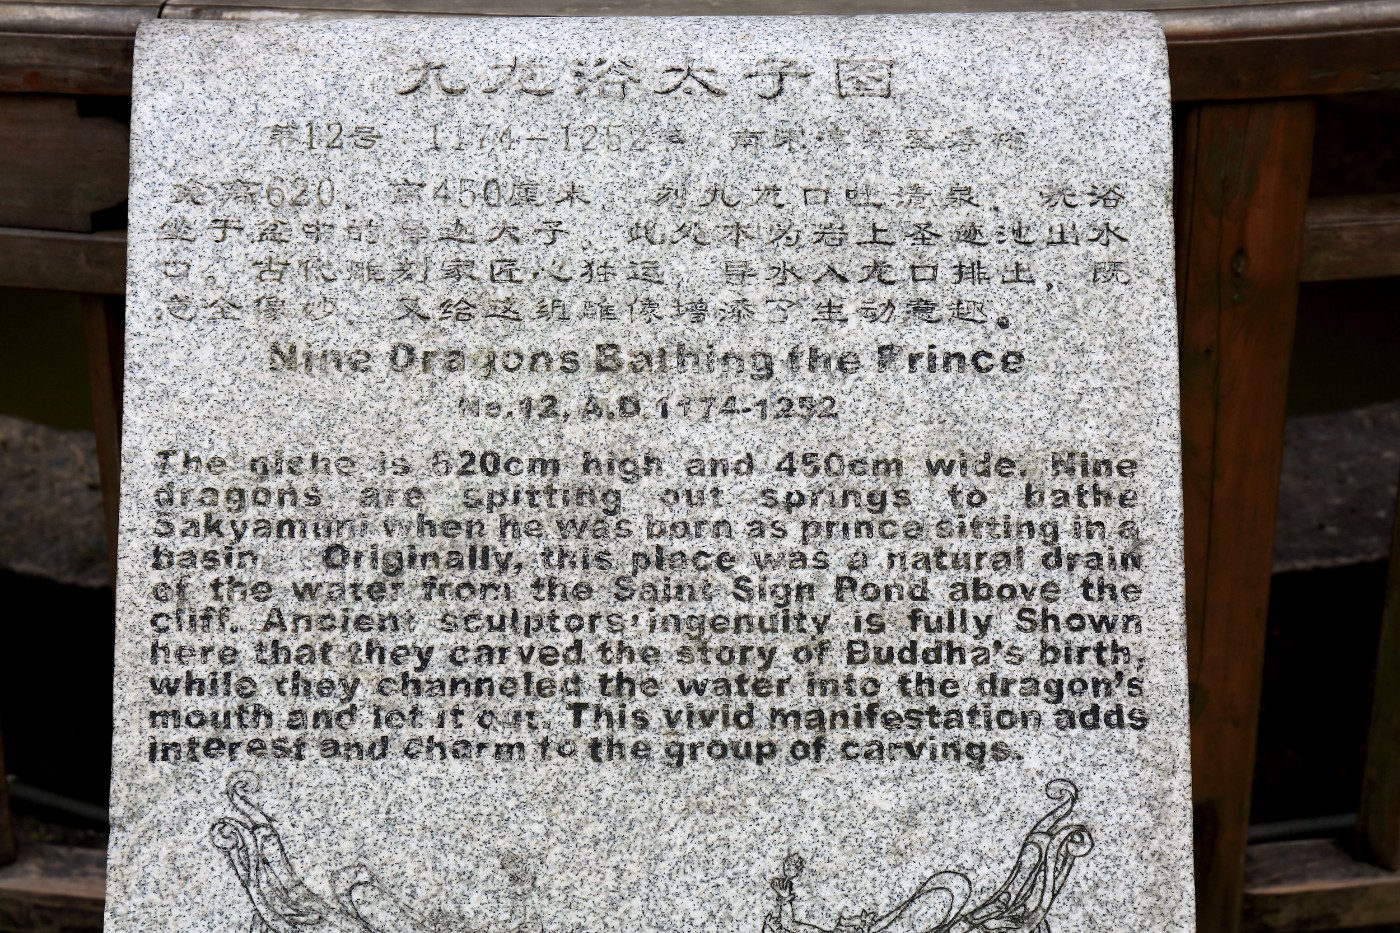 九龙浴太子图
第12号 1174-1252年 南宋
龛高620，宽450厘米。刻九龙口吐清泉，洗浴
坐于盆中的释迦太子。此处本为岩上圣迹池出水
口。古代雕刻家匠心独运，导水入龙口排出，既
又给这组雕像增添了生动意趣。
Nine Dragons Bathing the Prince
No.12, A.D.1174-1252
The niche is 620cm high and 450cm wide. Nine
dragons are spitting out springs to bathe
Sakyamuni when he was born as prince sitting in a
basin. Originally, this place was a natural drain
of the water from the Saint Sign Pond above the
cliff. Ancient sculptors' ingenuity is fully Shown
here that they carved the story of Buddha's birth,
while they channeled the water into the dragon's
mouth and let it out. This vivid manifestation adds
interest and charm to the group of carvings.